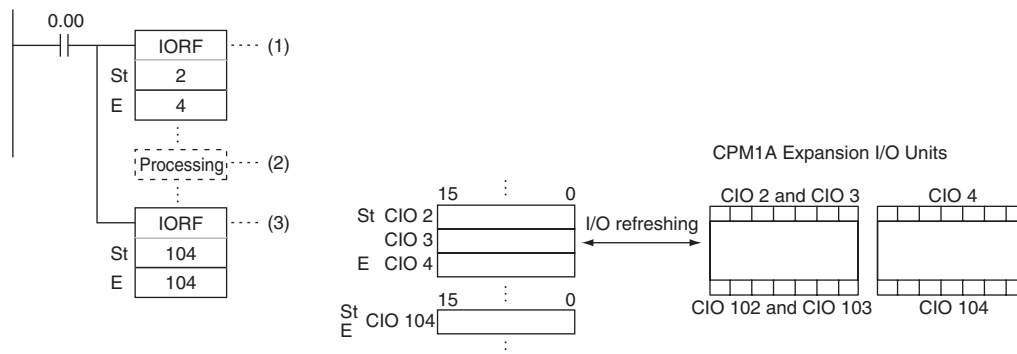 0.00
IORF (1)
St 2
E 4
Processing (2)
IORF (3)
St 104
E 104
15 0
St CIO 2
CIO 3
E CIO 4
15 0
St
E CIO 104
I/O refreshing
CPM1A Expansion I/O Units
CIO 2 and CIO 3 CIO 4
CIO 102 and CIO 103 CIO 104